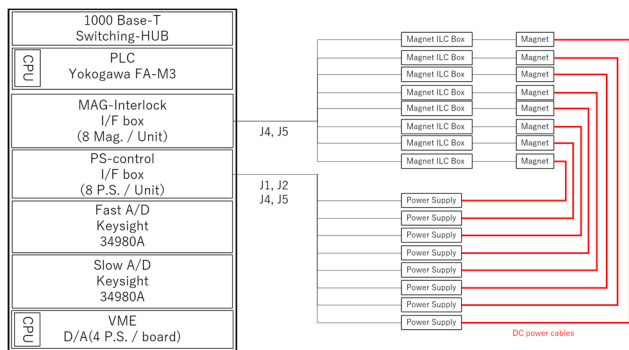 1000 Base-T
Switching-HUB
CPU
PLC
Yokogawa FA-M3
MAG-Interlock
I/F box
(8 Mag. / Unit)
PS-control
I/F box
(8 P.S. / Unit)
Fast A/D
Keysight
34980A
Slow A/D
Keysight
34980A
CPU
VME
D/A(4 P.S. / board)
J4, J5
J1, J2
J4, J5
Magnet ILC Box Magnet
Magnet ILC Box Magnet
Magnet ILC Box Magnet
Magnet ILC Box Magnet
Magnet ILC Box Magnet
Magnet ILC Box Magnet
Magnet ILC Box Magnet
Magnet ILC Box Magnet
Power Supply
Power Supply
Power Supply
Power Supply
Power Supply
Power Supply
Power Supply
Power Supply
DC power cables